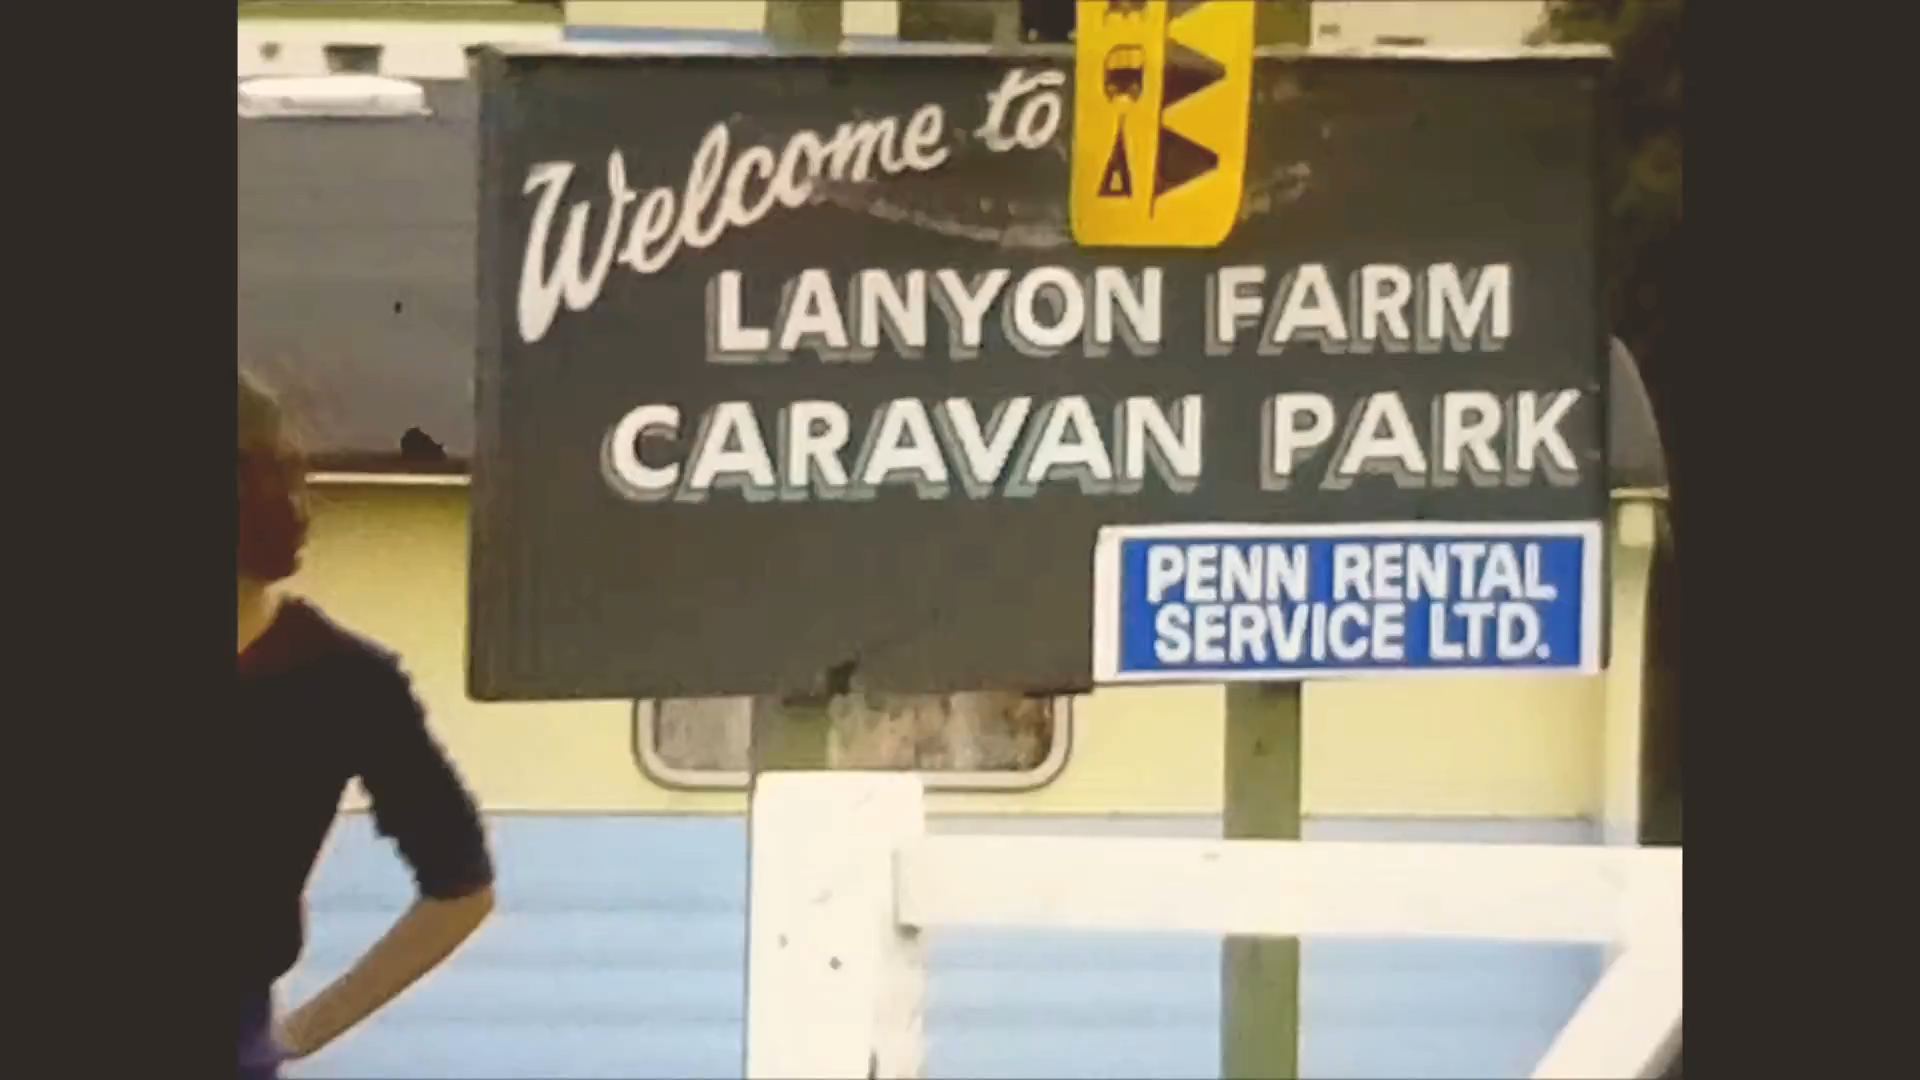 Welcome to
LANYON FARM
CARAVAN PARK
PENN RENTAL
SERVICE LTD.